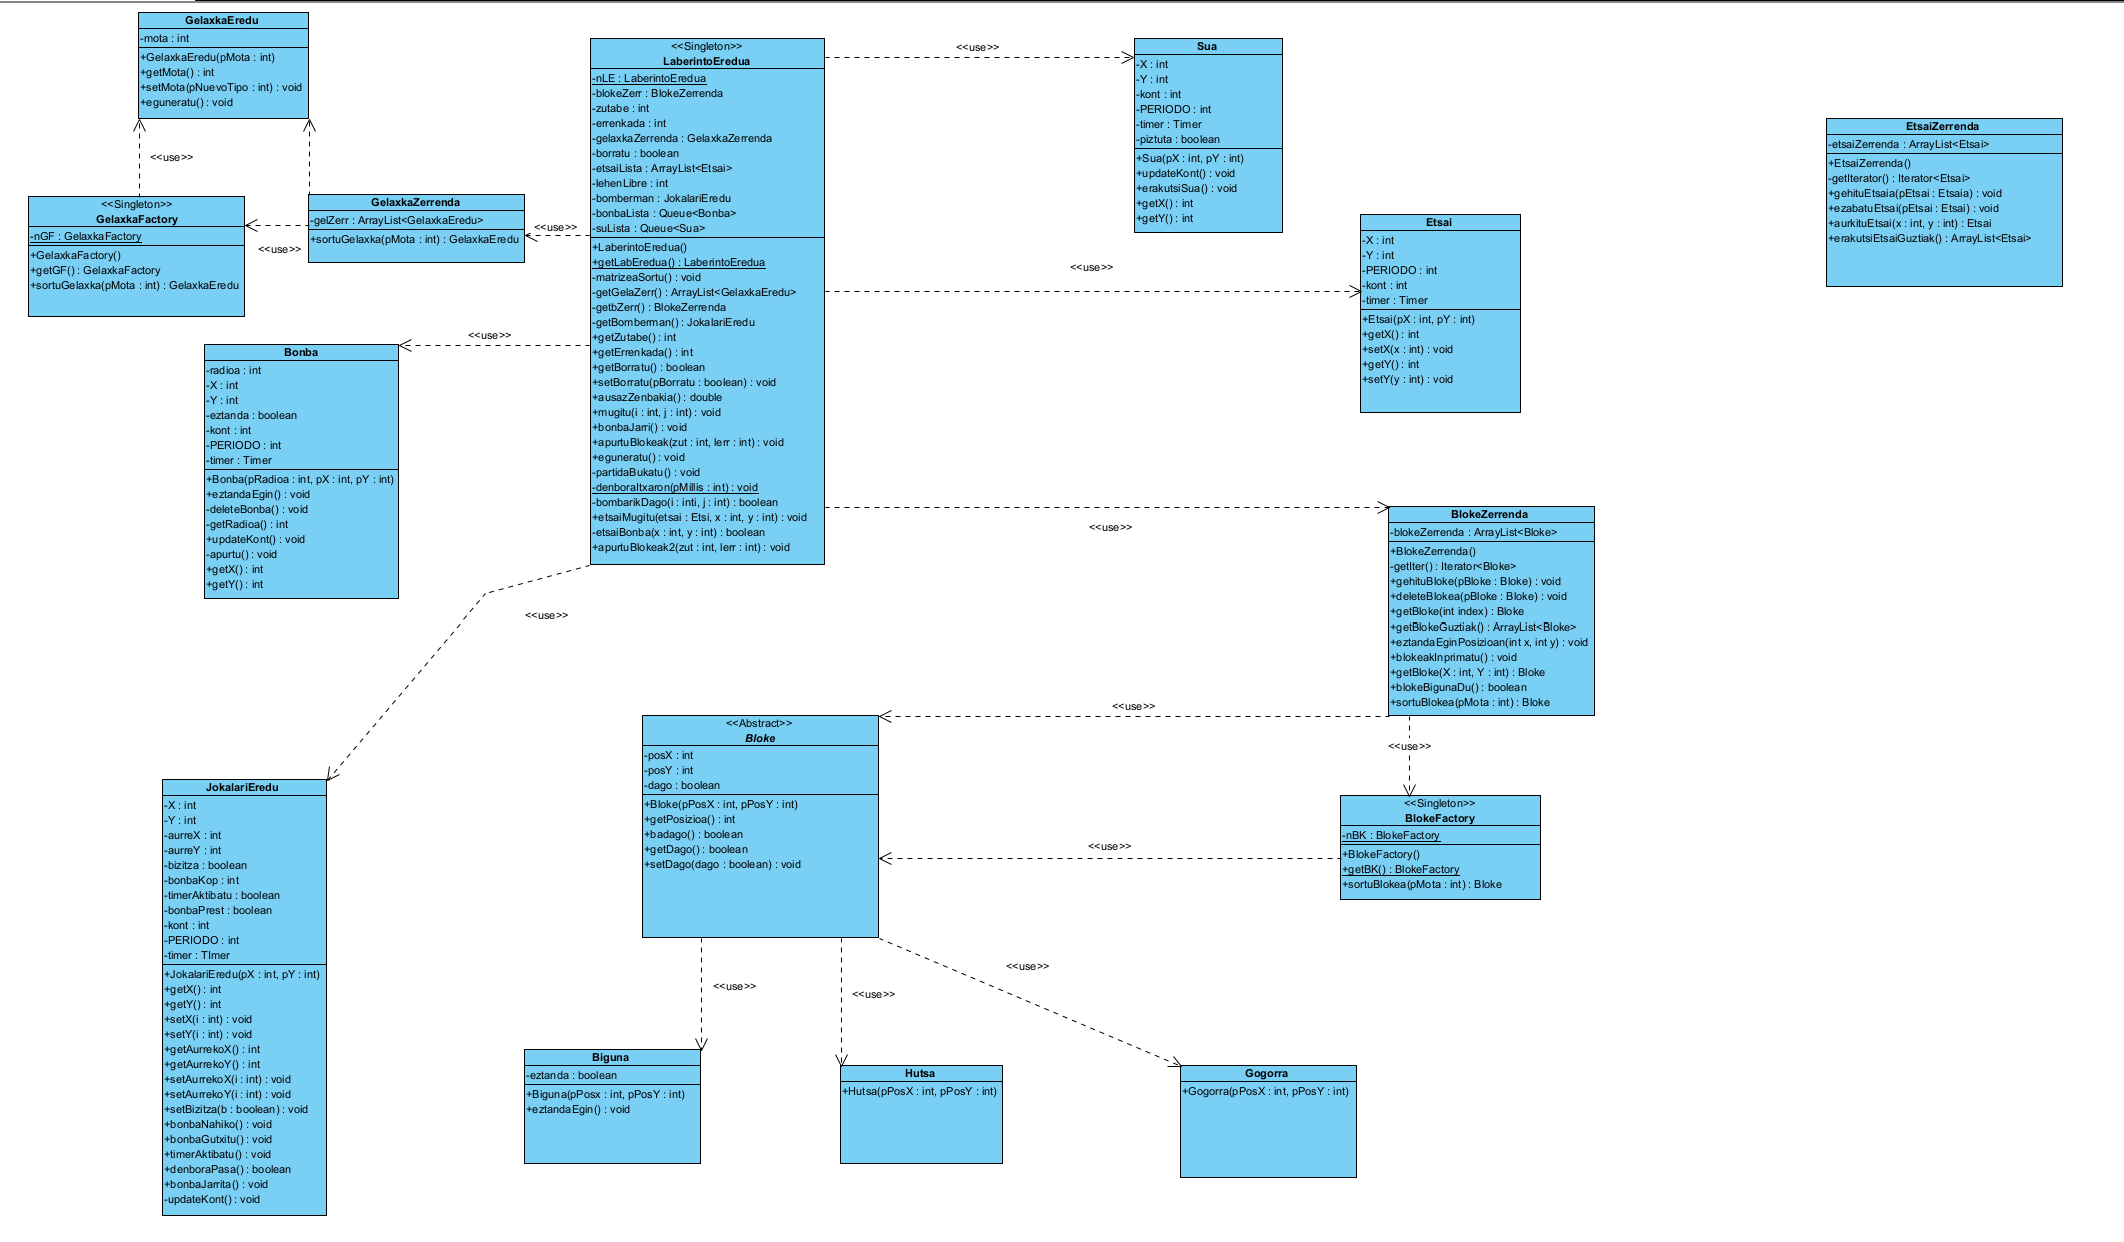 GelaxkaEredu
-mota : int
+GelaxkaEredu(pMota : int)
+getMota() : int
+setMota(pNuevoTipo : int) : void
+eguneratu() : void
<<use>>
<<Singleton>>
GelaxkaFactory
-nGF : GelaxkaFactory
+GelaxkaFactory()
+getGF() : GelaxkaFactory
+sortuGelaxka(pMota : int) : GelaxkaEredu
<<use>>
GelaxkaZerrenda
-gelZerr : ArrayList<GelaxkaEredu>
+sortuGelaxka(pMota : int) : GelaxkaEredu
<<use>>
<<Singleton>>
LaberintoEredua
-nLE : LaberintoEredua
-blokeZerr : BlokeZerrenda
-zutabe : int
-errenkada : int
-gelaxkaZerrenda : GelaxkaZerrenda
-borratu : boolean
-etsaiLista : ArrayList<Etsai>
-lehenLibre : int
-bomberman : JokalariEredu
-bonbaLista : Queue<Bonba>
-suLista : Queue<Sua>
+LaberintoEredua()
+getLabEredua() : LaberintoEredua
-matrizeaSortu() : void
-getGelaZerr() : ArrayList<GelaxkaEredu>
-getbZerr() : BlokeZerrenda
-getBomberman() : JokalariEredu
+getZutabe() : int
+getErrenkada() : int
+getBorratu() : boolean
+setBorratu(pBorratu : boolean) : void
+ausazZenbakia() : double
+mugitu(i : int, j : int) : void
+bonbaJarri() : void
+apurtuBlokeak(zut : int, lerr : int) : void
+eguneratu() : void
-partidaBukatu() : void
-denboraItxaron(pMillis : int) : void
-bombarikDago(i : inti, j : int) : boolean
+etsaiMugitu(etsai : Etsi, x : int, y : int) : void
-etsaiBonba(x : int, y : int) : boolean
+apurtuBlokeak2(zut : int, lerr : int) : void
<<use>>
Sua
-X : int
-Y : int
-kont : int
-PERIODO : int
-timer : Timer
-piztuta : boolean
+Sua(pX : int, pY : int)
+updateKont() : void
+erakutsiSua() : void
+getX() : int
+getY() : int
<<use>>
Etsai
-X : int
-Y : int
-PERIODO : int
-kont : int
-timer : Timer
+Etsai(pX : int, pY : int)
+getX() : int
+setX(x : int) : void
+getY() : int
+setY(y : int) : void
EtsaiZerrenda
-etsaiZerrenda : ArrayList<Etsai>
+EtsaiZerrenda()
-getIterator() : Iterator<Etsai>
+gehituEtsaia(pEtsai : Etsaia) : void
+ezabatuEtsai(pEtsai : Etsai) : void
+aurkituEtsai(x : int, y : int) : Etsai
+erakutsiEtsaiGuztiak() : ArrayList<Etsai>
<<use>>
Bonba
-radioa : int
-X : int
-Y : int
-eztanda : boolean
-kont : int
-PERIODO : int
-timer : Timer
+Bonba(pRadioa : int, pX : int, pY : int)
+eztandaEgin() : void
-deleteBonba() : void
-getRadioa() : int
+updateKont() : void
-apurtu() : void
+getX() : int
+getY() : int
<<use>>
<<use>>
BlokeZerrenda
-blokeZerrenda : ArrayList<Bloke>
+BlokeZerrenda()
-getIter() : Iterator<Bloke>
+gehituBloke(pBloke : Bloke) : void
+deleteBlokea(pBloke : Bloke) : void
+getBloke(int index) : Bloke
+getBlokeGuztiak() : ArrayList<Bloke>
+eztandaEginPosizioan(int x, int y) : void
+blokeakInprimatu() : void
+getBloke(X : int, Y : int) : Bloke
+blokeBigunaDu() : boolean
+sortuBlokea(pMota : int) : Bloke
<<use>>
<<use>>
<<Abstract>>
Bloke
-posX : int
-posY : int
-dago : boolean
+Bloke(pPosX : int, pPosY : int)
+getPosizioa() : int
+badago() : boolean
+getDago() : boolean
+setDago(dago : boolean) : void
<<use>>
<<Singleton>>
BlokeFactory
-nBK : BlokeFactory
+BlokeFactory()
+getBK() : BlokeFactory
+sortuBlokea(pMota : int) : Bloke
JokalariEredu
-X : int
-Y : int
-aurreX : int
-aurreY : int
-bizitza : boolean
-bonbaKop : int
-timerAktibatu : boolean
-bonbaPrest : boolean
-kont : int
-PERIODO : int
-timer : TImer
+JokalariEredu(pX : int, pY : int)
+getX() : int
+getY() : int
+setX(i : int) : void
+setY(i : int) : void
+getAurrekoX() : int
+getAurrekoY() : int
+setAurrekoX(i : int) : void
+setAurrekoY(i : int) : void
+setBizitza(b : boolean) : void
+bonbaNahiko() : void
+bonbaGutxitu() : void
+timerAktibatu() : void
+denboraPasa() : boolean
+bonbaJarrita() : void
-updateKont() : void
<<use>>
<<use>>
<<use>>
Biguna
-eztanda : boolean
+Biguna(pPosx : int, pPosY : int)
+eztandaEgin() : void
Hutsa
+Hutsa(pPosX : int, pPosY : int)
Gogorra
+Gogorra(pPosX : int, pPosY : int)